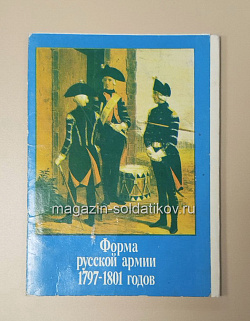 magazin-soldatikov.ru
Форма
русской армии
1797-1801 годов